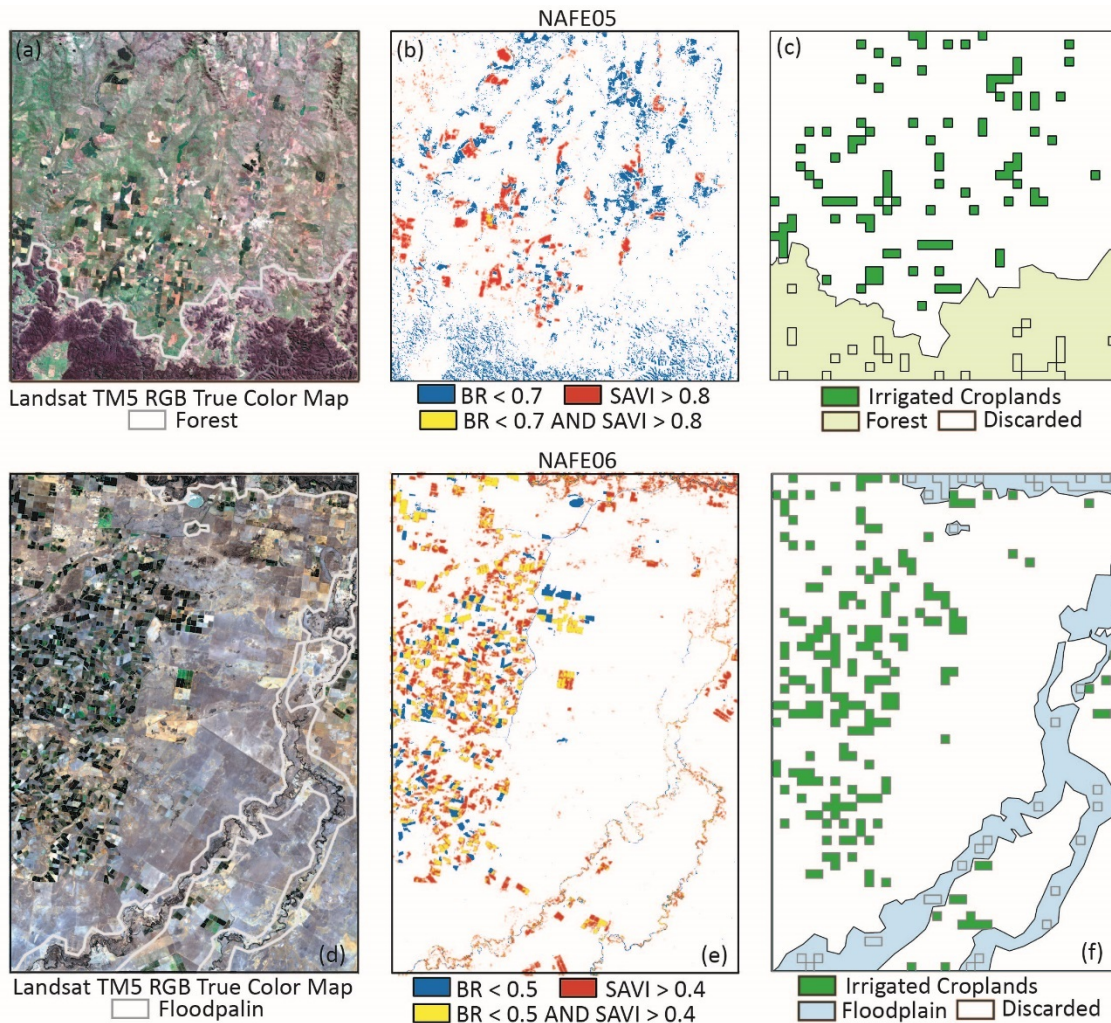 NAFE05
(a)
(b)
(c)
Landsat TM5 RGB True Color Map
Forest
BR < 0.7 SAVI > 0.8
BR < 0.7 AND SAVI > 0.8
Irrigated Croplands
Forest Discarded
NAFE06
(d)
(e)
(f)
Landsat TM5 RGB True Color Map
Floodpalin
BR < 0.5 SAVI > 0.4
BR < 0.5 AND SAVI > 0.4
Irrigated Croplands
Floodplain Discarded